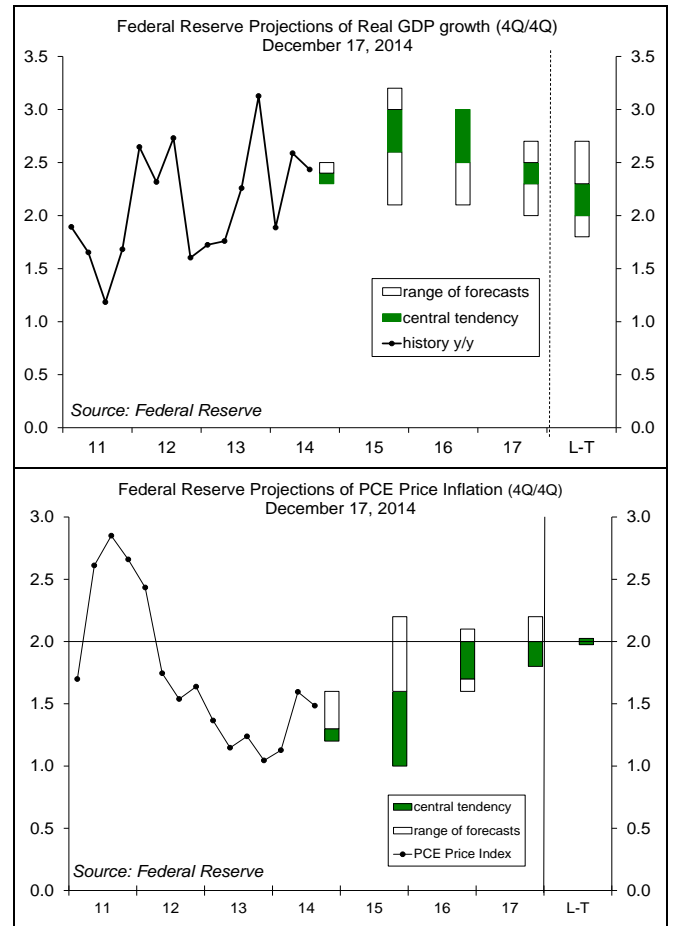 Federal Reserve Projections of Real GDP growth (4Q/4Q)
December 17, 2014
3.5 3.5
3.0 3.0
2.5 2.5
2.0 2.0
1.5 1.5
1.0 1.0
0.5 0.5
0.0 0.0
range of forecasts
central tendency
history y/y
Source: Federal Reserve
11 12 13 14 15 16 17 L-T
Federal Reserve Projections of PCE Price Inflation (4Q/4Q)
December 17, 2014
3.0 3.0
2.5 2.5
2.0 2.0
1.5 1.5
1.0 1.0
0.5 0.5
0.0 0.0
central tendency
range of forecasts
PCE Price Index
Source: Federal Reserve
11 12 13 14 15 16 17 L-T